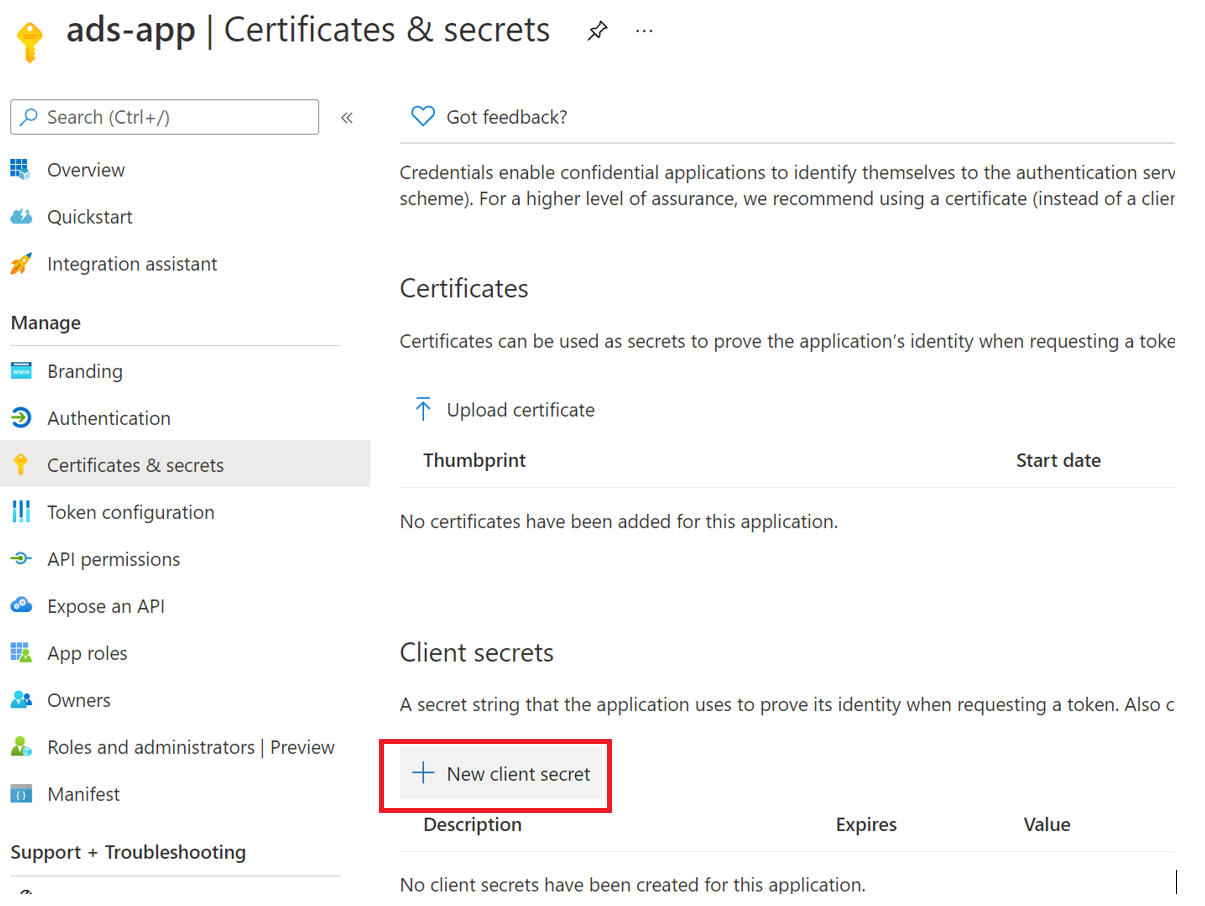 ads-app | Certificates & secrets
Search (Ctrl+/)
Overview
Quickstart
Integration assistant
Manage
Branding
Authentication
Certificates & secrets
Token configuration
API permissions
Expose an API
App roles
Owners
Roles and administrators | Preview
Manifest
Support + Troubleshooting
Got feedback?
Credentials enable confidential applications to identify themselves to the authentication serv
scheme). For a higher level of assurance, we recommend using a certificate (instead of a clien
Certificates
Certificates can be used as secrets to prove the application's identity when requesting a toke
Upload certificate
Thumbprint Start date
No certificates have been added for this application.
Client secrets
A secret string that the application uses to prove its identity when requesting a token. Also c
New client secret
Description Expires Value
No client secrets have been created for this application.